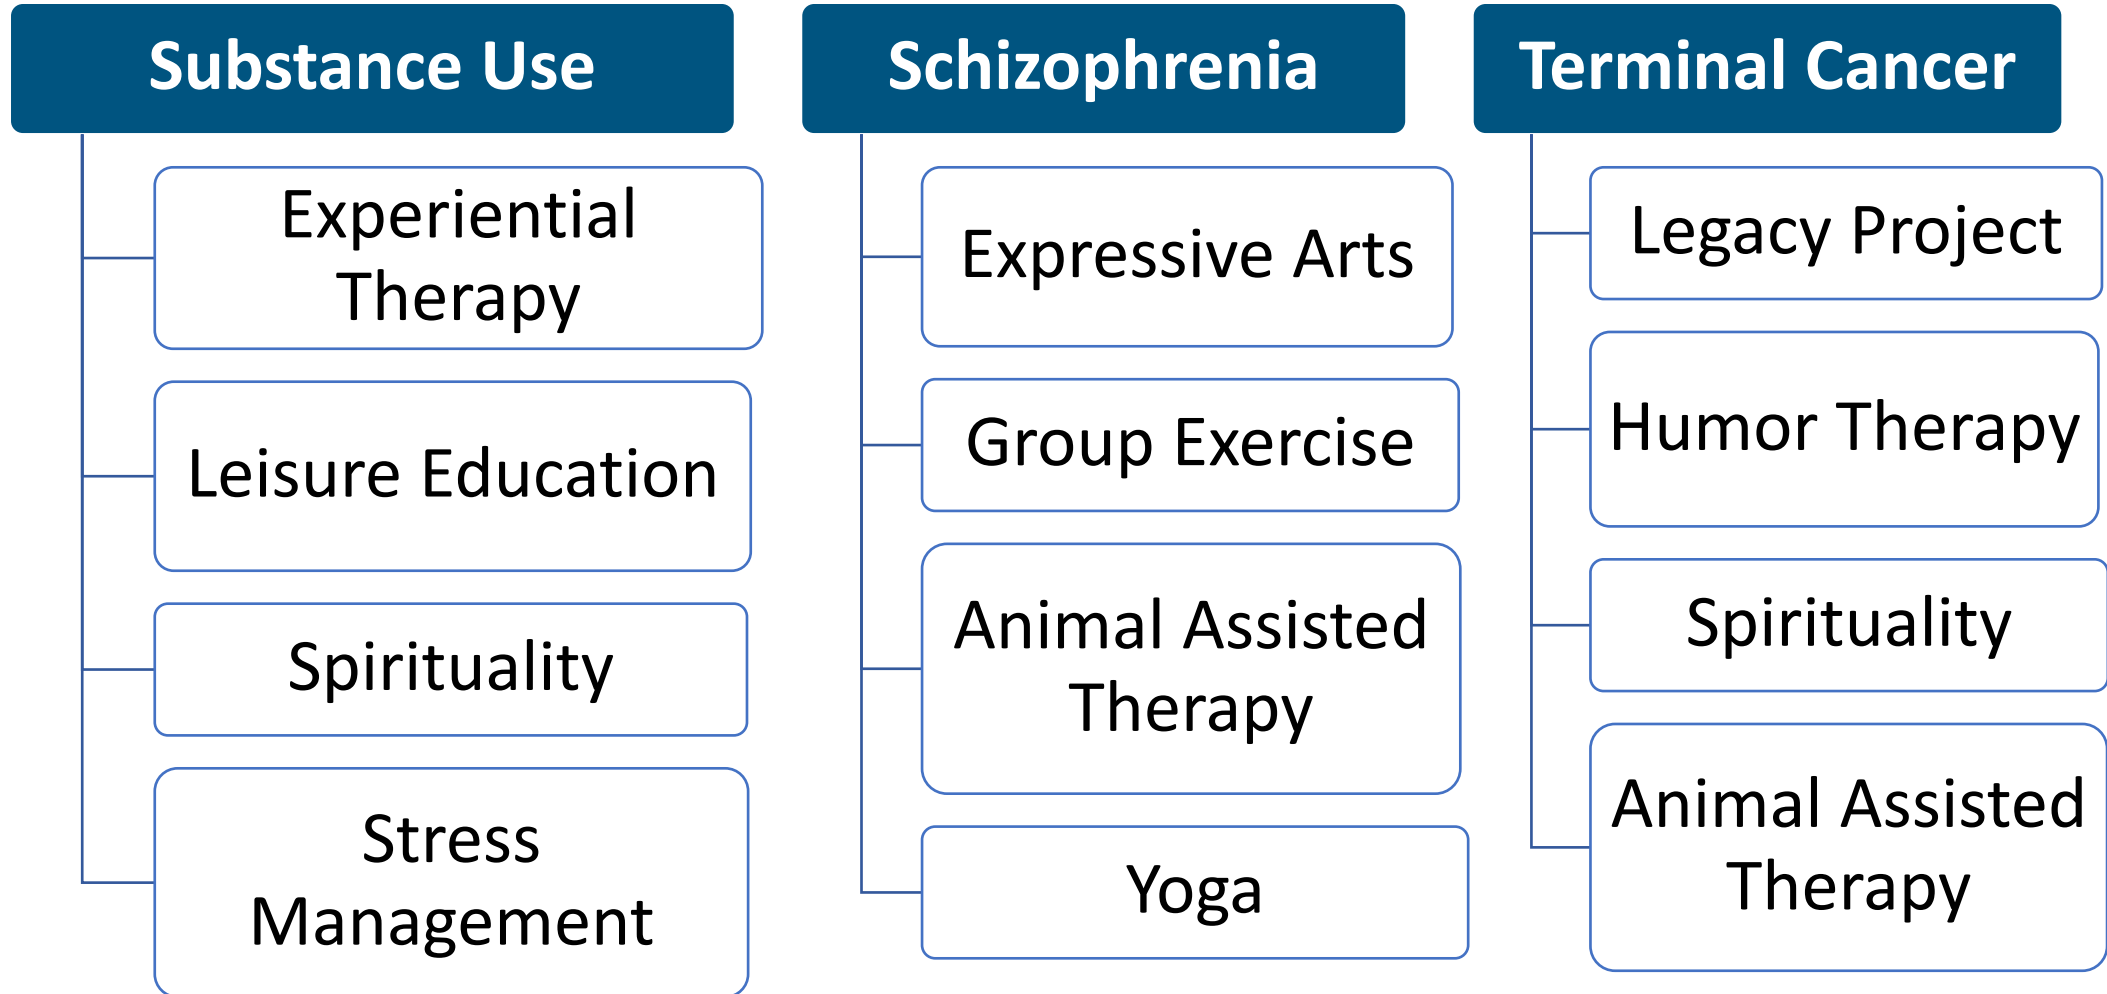 Substance Use
Experiential
Therapy
Leisure Education
Spirituality
Stress
Management
Schizophrenia
Expressive Arts
Group Exercise
Animal Assisted
Therapy
Yoga
Terminal Cancer
Legacy Project
Humor Therapy
Spirituality
Animal Assisted
Therapy